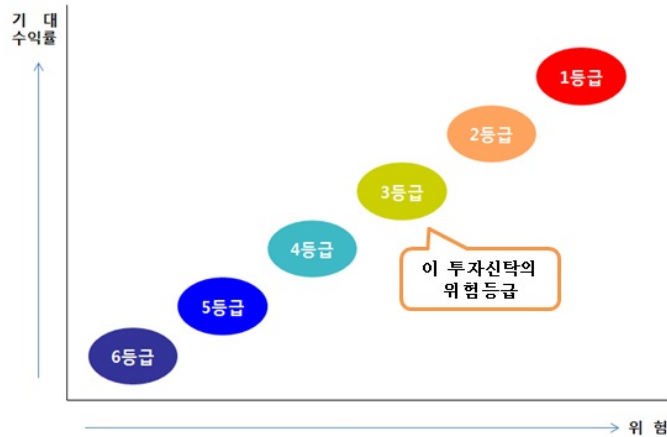 기 대
수익률
1등급
2등급
3등급
4등급
이 투자신탁의
위험등급
5등급
6등급
위 험